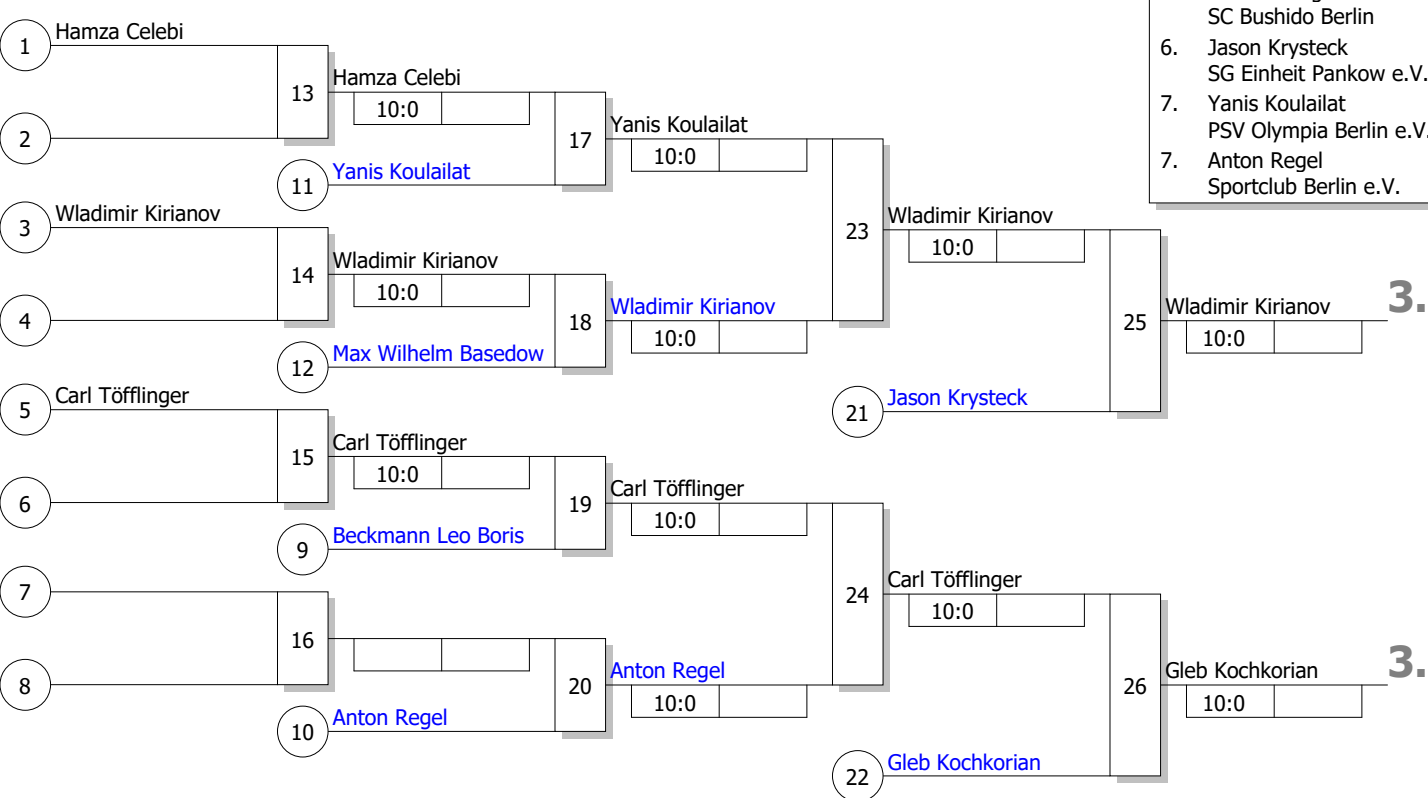 SC Bushido Berlin
6. Jason Krysteck
SG Einheit Pankow e.V.
7. Yanis Koulailat
PSV Olympia Berlin e.V.
7. Anton Regel
Sportclub Berlin e.V.
1 Hamza Celebi
13 Hamza Celebi
10:0
2
17 Yanis Koulailat
10:0
11 Yanis Koulailat
3 Wladimir Kirianov
23 Wladimir Kirianov
10:0
14 Wladimir Kirianov
10:0
4
18 Wladimir Kirianov
10:0
12 Max Wilhelm Basedow
25 Wladimir Kirianov 3.
10:0
5 Carl Töfflinger
21 Jason Krysteck
15 Carl Töfflinger
10:0
6
19 Carl Töfflinger
10:0
9 Beckmann Leo Boris
7
24 Carl Töfflinger
10:0
16
8
20 Anton Regel
10:0
10 Anton Regel
26 Gleb Kochkorian 3.
10:0
22 Gleb Kochkorian